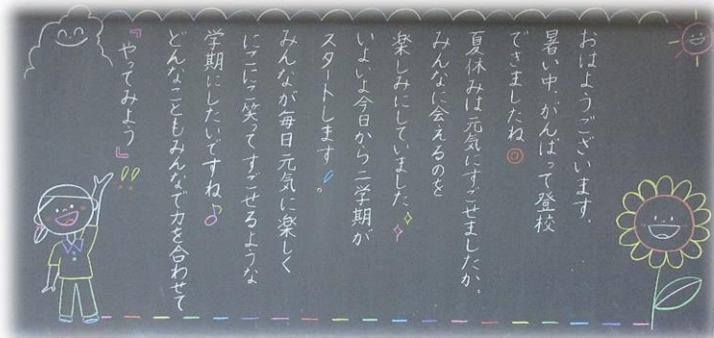 おはようございます。
暑い中、がんばって登校
できましたね
夏休みは元気にすごせましたか。
みんなに会えるのを
楽しみにしていました
いよいよ今日から二学期が
スタートします!
みんなが毎日元気に楽しく
にこにこ笑ってすごせるような
学期にしたいですね
どんなこともみんなで力を合わせて
『やってみよう』!!